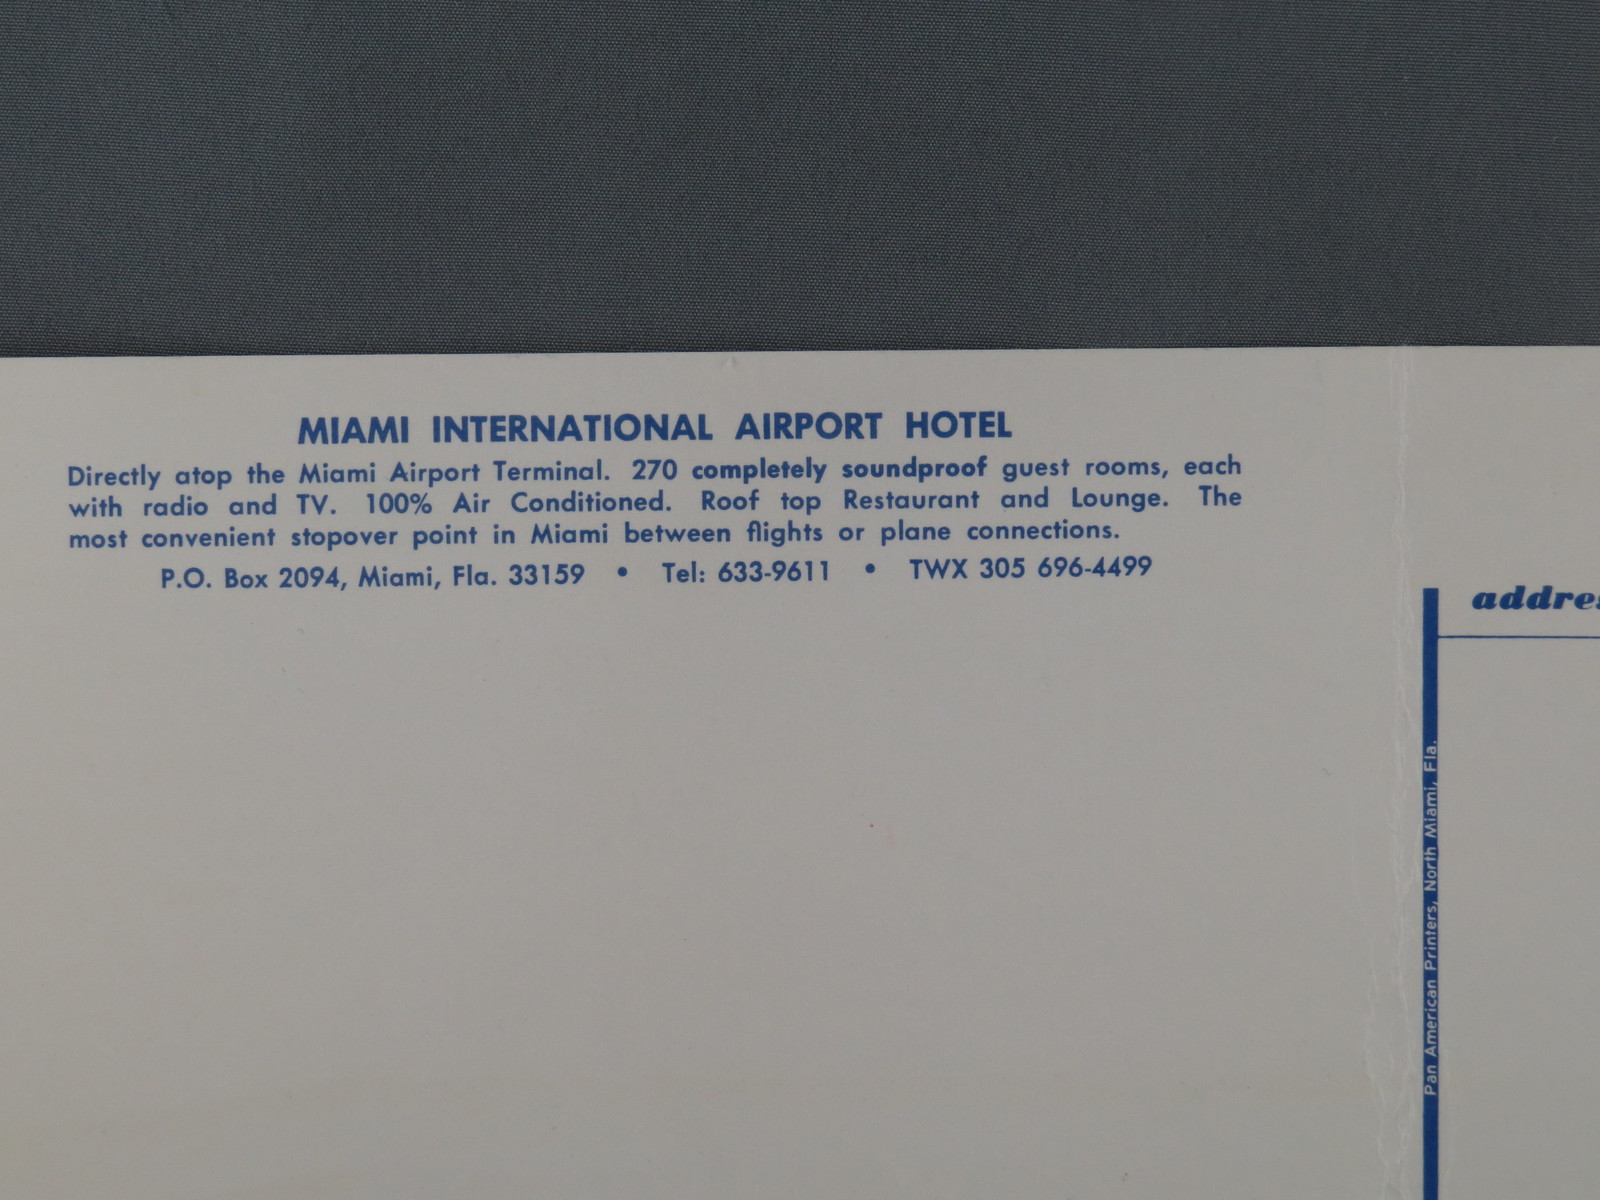 MIAMI INTERNATIONAL AIRPORT HOTEL
Directly atop the Miami Airport Terminal. 270 completely soundproof guest rooms, each
with radio and TV. 100% Air Conditioned. Roof top Restaurant and Lounge. The
most convenient stopover point in Miami between flights or plane connections.
P.O. Box 2094, Miami, Fla. 33159 • Tel: 633-9611 • TWX 305 696-4499
Pan American Printers, North Miami, Fla.